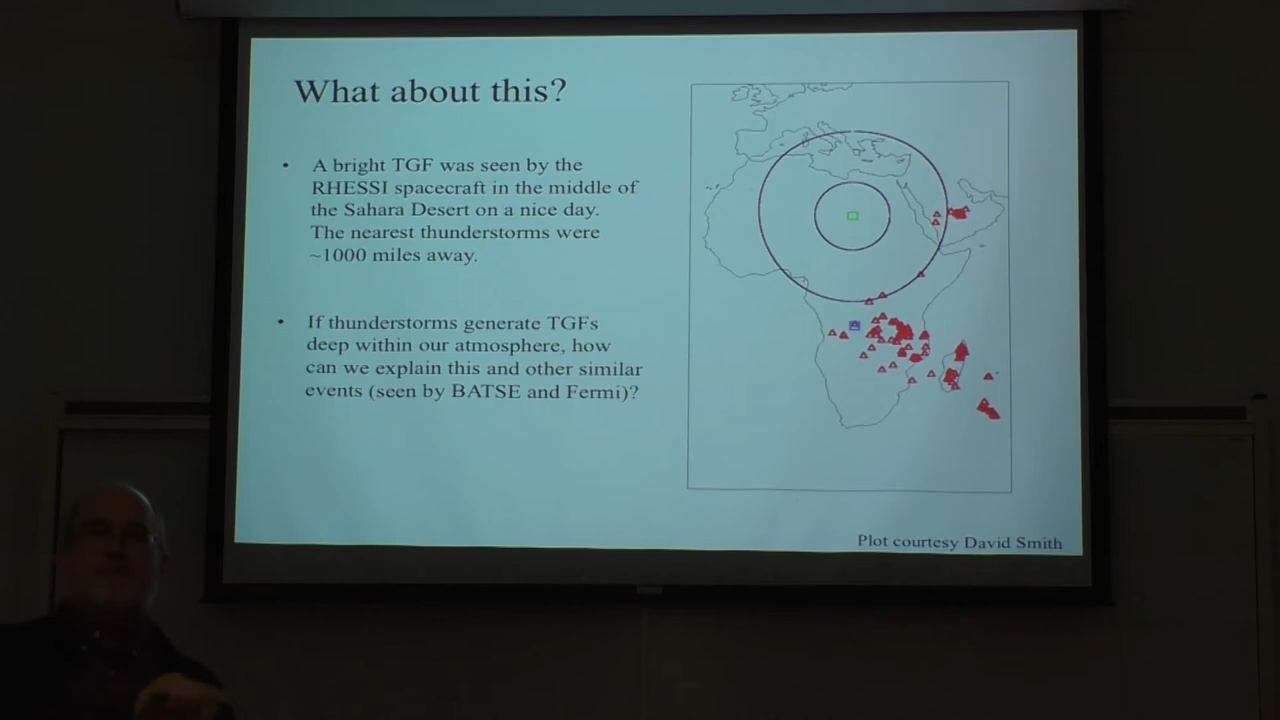 What about this?
• A bright TGF was seen by the
RHESSI spacecraft in the middle of
the Sahara Desert on a nice day.
The nearest thunderstorms were
~1000 miles away.
• If thunderstorms generate TGFs
deep within our atmosphere, how
can we explain this and other similar
events (seen by BATSE and Fermi)?
Plot courtesy David Smith